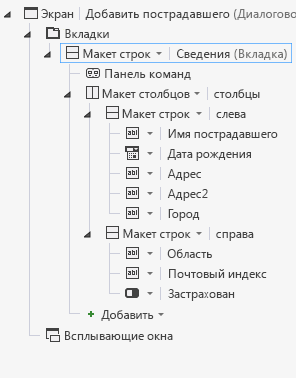 Экран Добавить пострадавшего (Диалогово
Вкладки
Макет строк Сведения (Вкладка)
Панель команд
Макет столбцов столбцы
Макет строк слева
Имя пострадавшего
Дата рождения
Адрес
Адрес2
Город
Макет строк справа
Область
Почтовый индекс
Застрахован
Добавить
Всплывающие окна